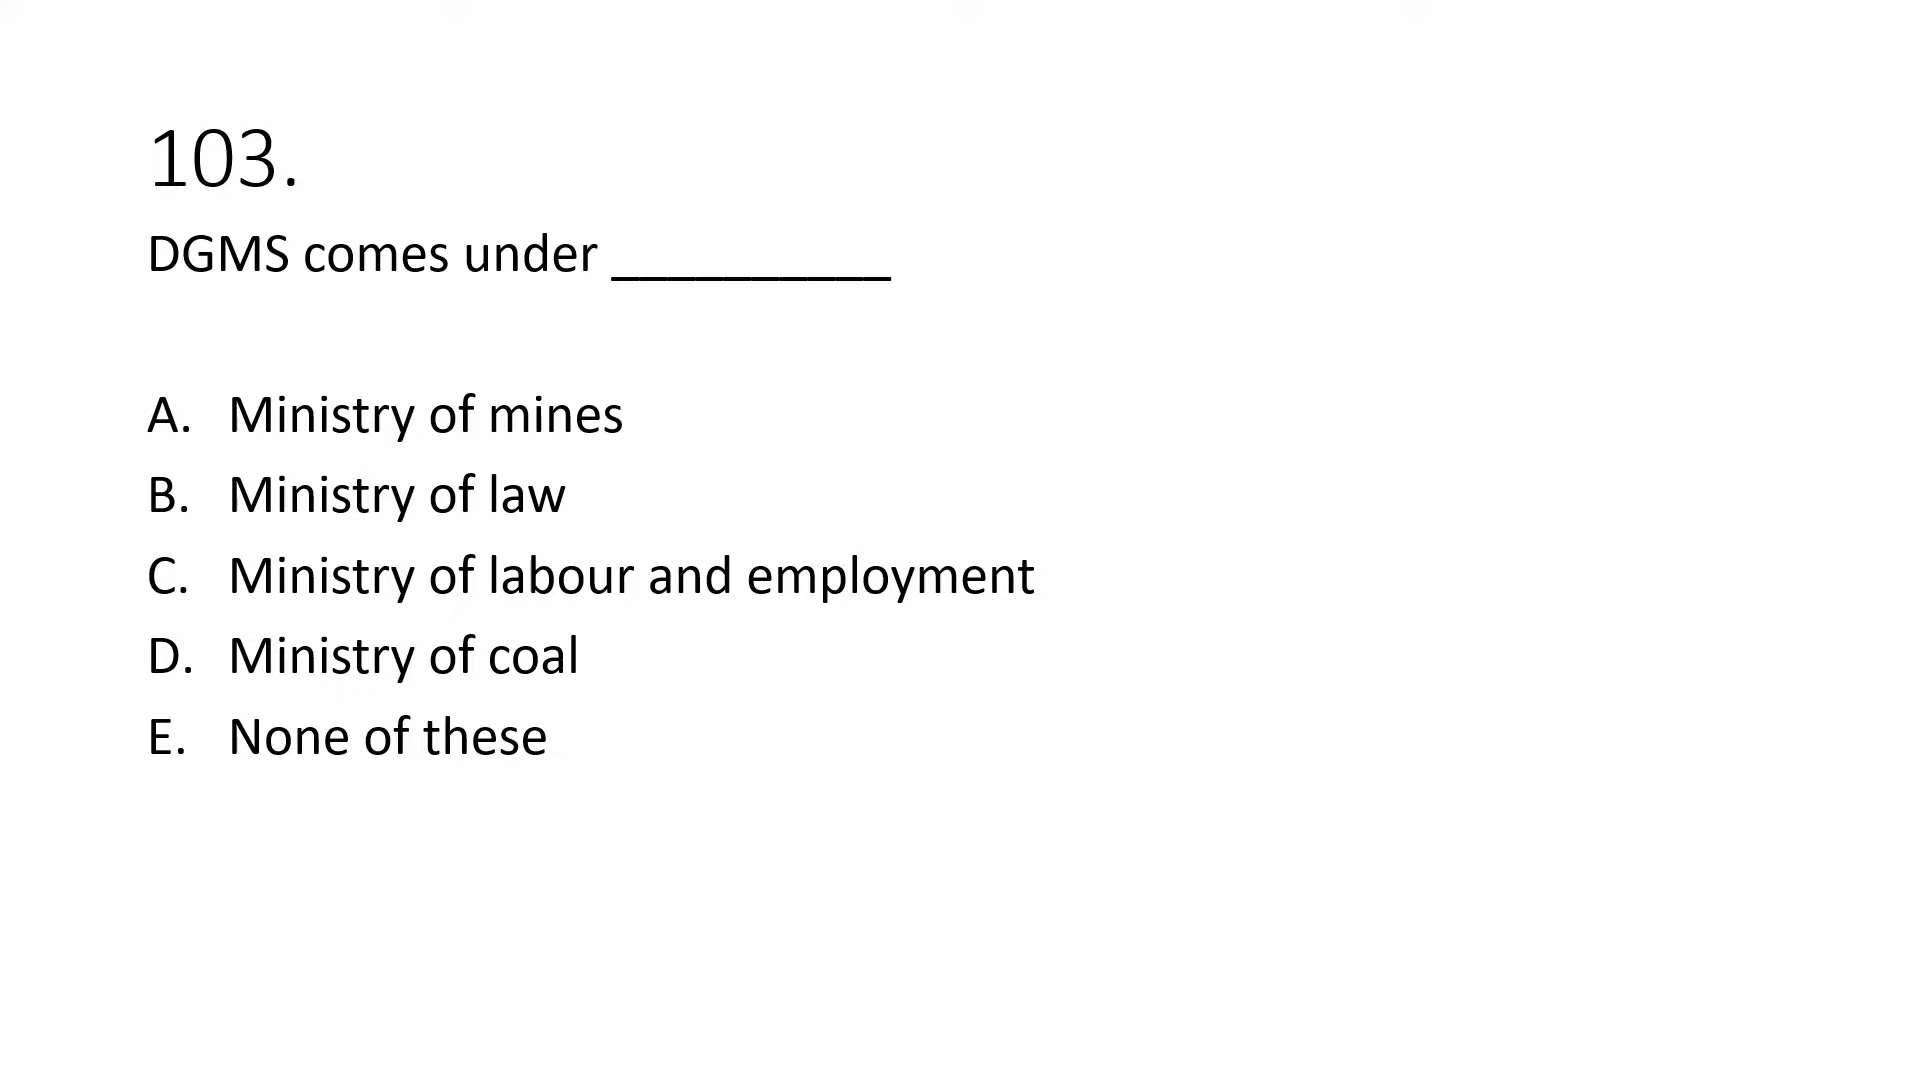 103.
DGMS comes under __________
A. Ministry of mines
B. Ministry of law
C. Ministry of labour and employment
D. Ministry of coal
E. None of these